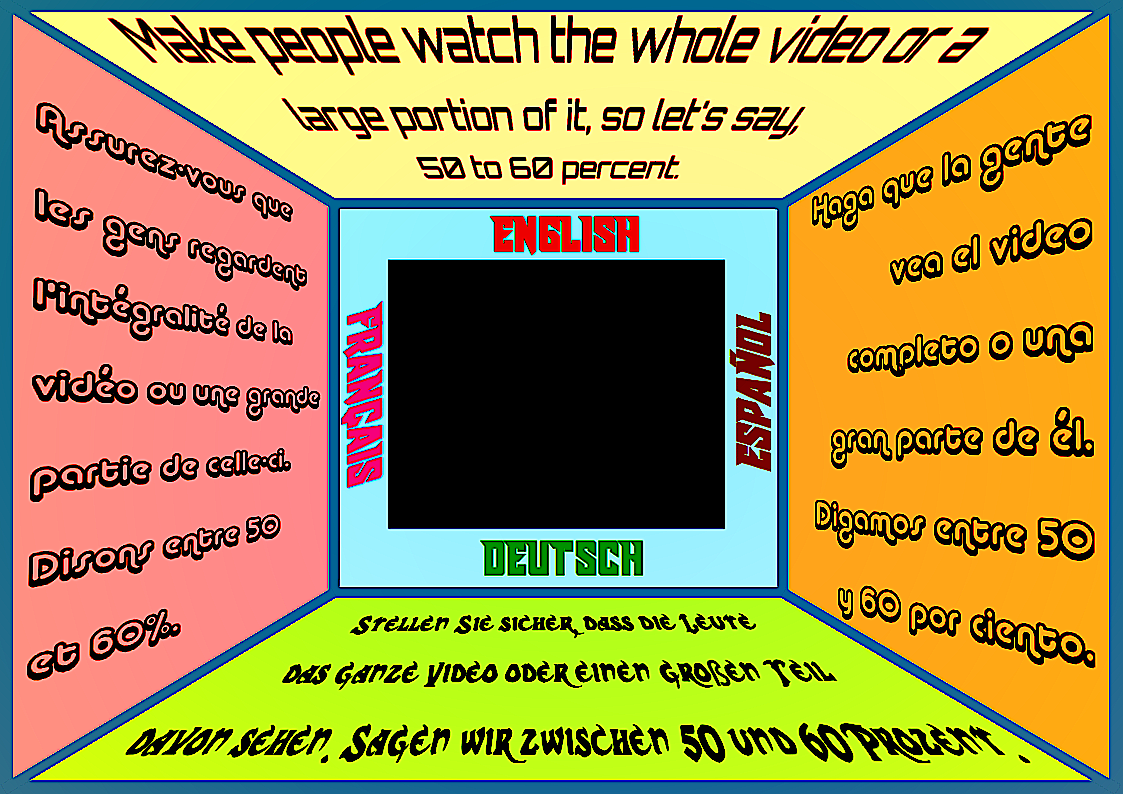 Make people watch the whole video or a
large portion of it, so let's say,
50 to 60 percent.
Assurez-vous que
les gens regardent
l'intégralité de la
vidéo ou une grande
partie de celle-ci.
Disons entre 50
et 60%.
ENGLISH
FRANÇAIS
ESPAÑOL
DEUTSCH
Haga que la gente
vea el video
completo o una
gran parte de él.
Digamos entre 50
y 60 por ciento.
Stellen Sie sicher, dass die Leute
das ganze Video oder einen großen Teil
davon sehen. Sagen wir zwischen 50 und 60 Prozent.